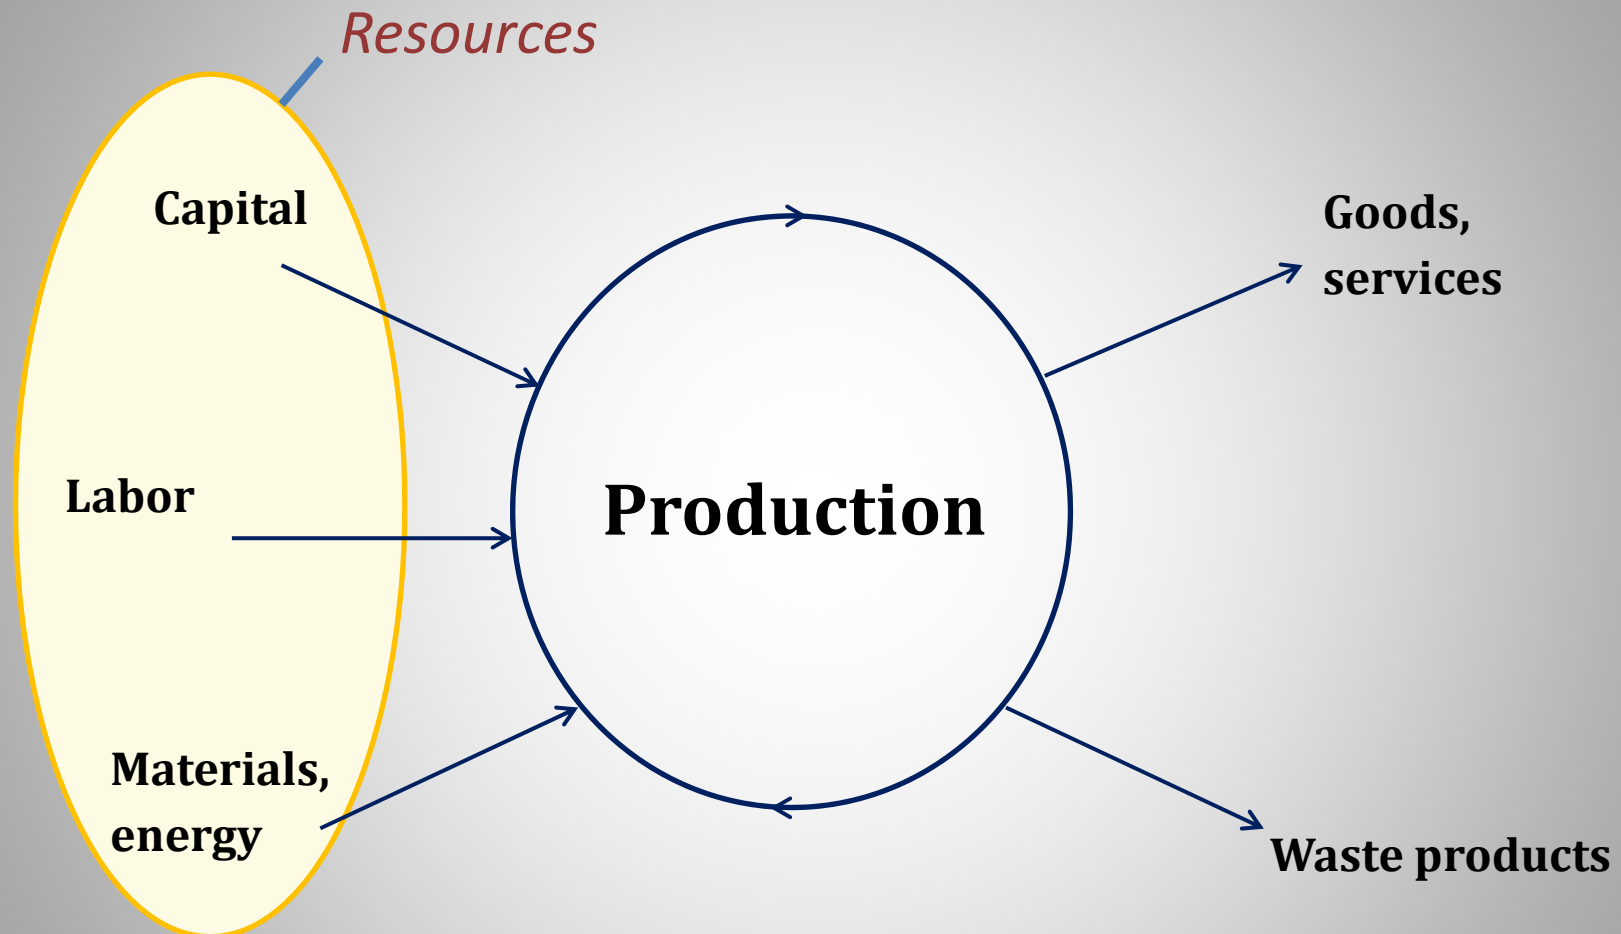 Resources
Capital
Labor
Materials,
energy
Production
Goods,
services
Waste products